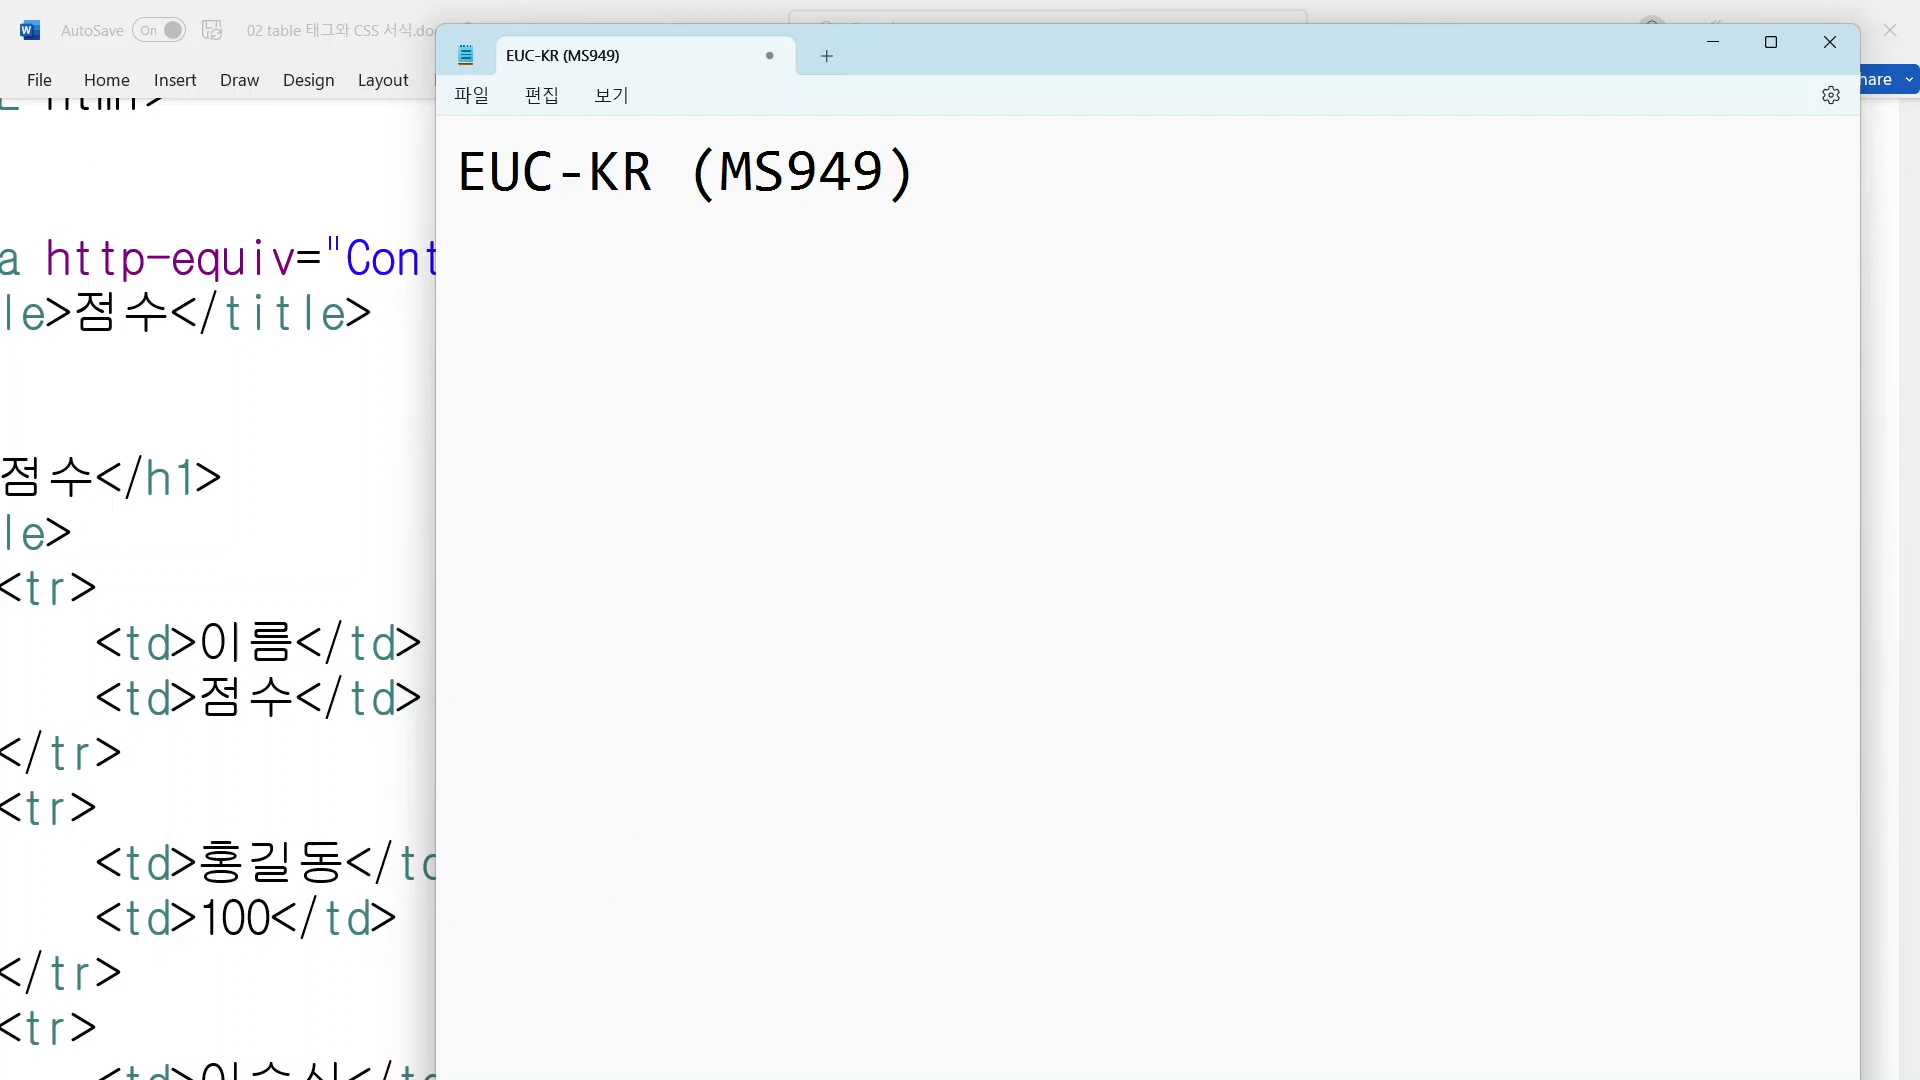 AutoSave On 02 table 태그와 CSS 서식.do
File Home Insert Draw Design Layout
hare
EUC-KR (MS949)
파일 편집 보기
EUC-KR (MS949)
html>
a http-equiv="Cont
le>점수</title>
점수</h1>
le>
<tr>
<td>이름</td>
<td>점수</td>
</tr>
<tr>
<td>홍길동</td
<td>100</td>
</tr>
<tr>